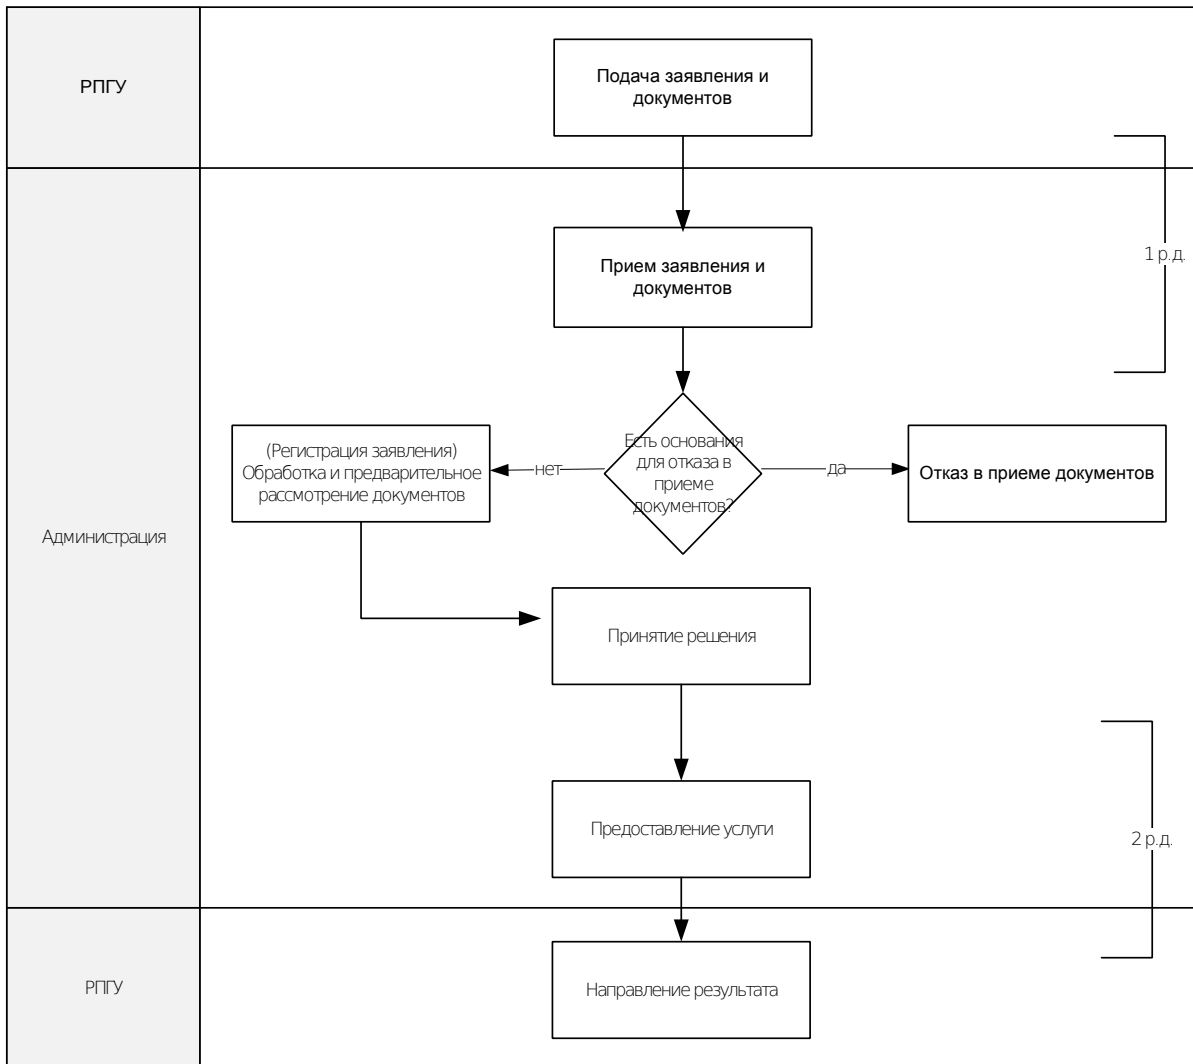 РПГУ
Подача заявления и
документов
Прием заявления и
документов
1 р.д.
Администрация
(Регистрация заявления)
Обработка и предварительное
рассмотрение документов
нет
Есть основания
для отказа в
приеме
документов?
да
Отказ в приеме документов
Принятие решения
Предоставление услуги
2 р.д.
РПГУ
Направление результата